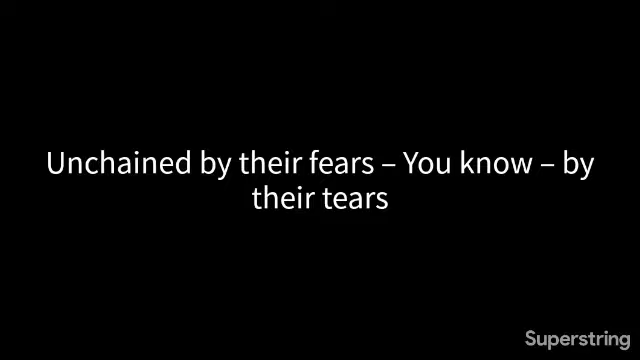 Unchained by their fears – You know – by
their tears
Superstring